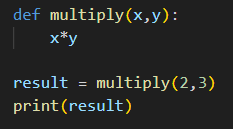 def multiply(x,y):
    x*y

result = multiply(2,3)
print(result)